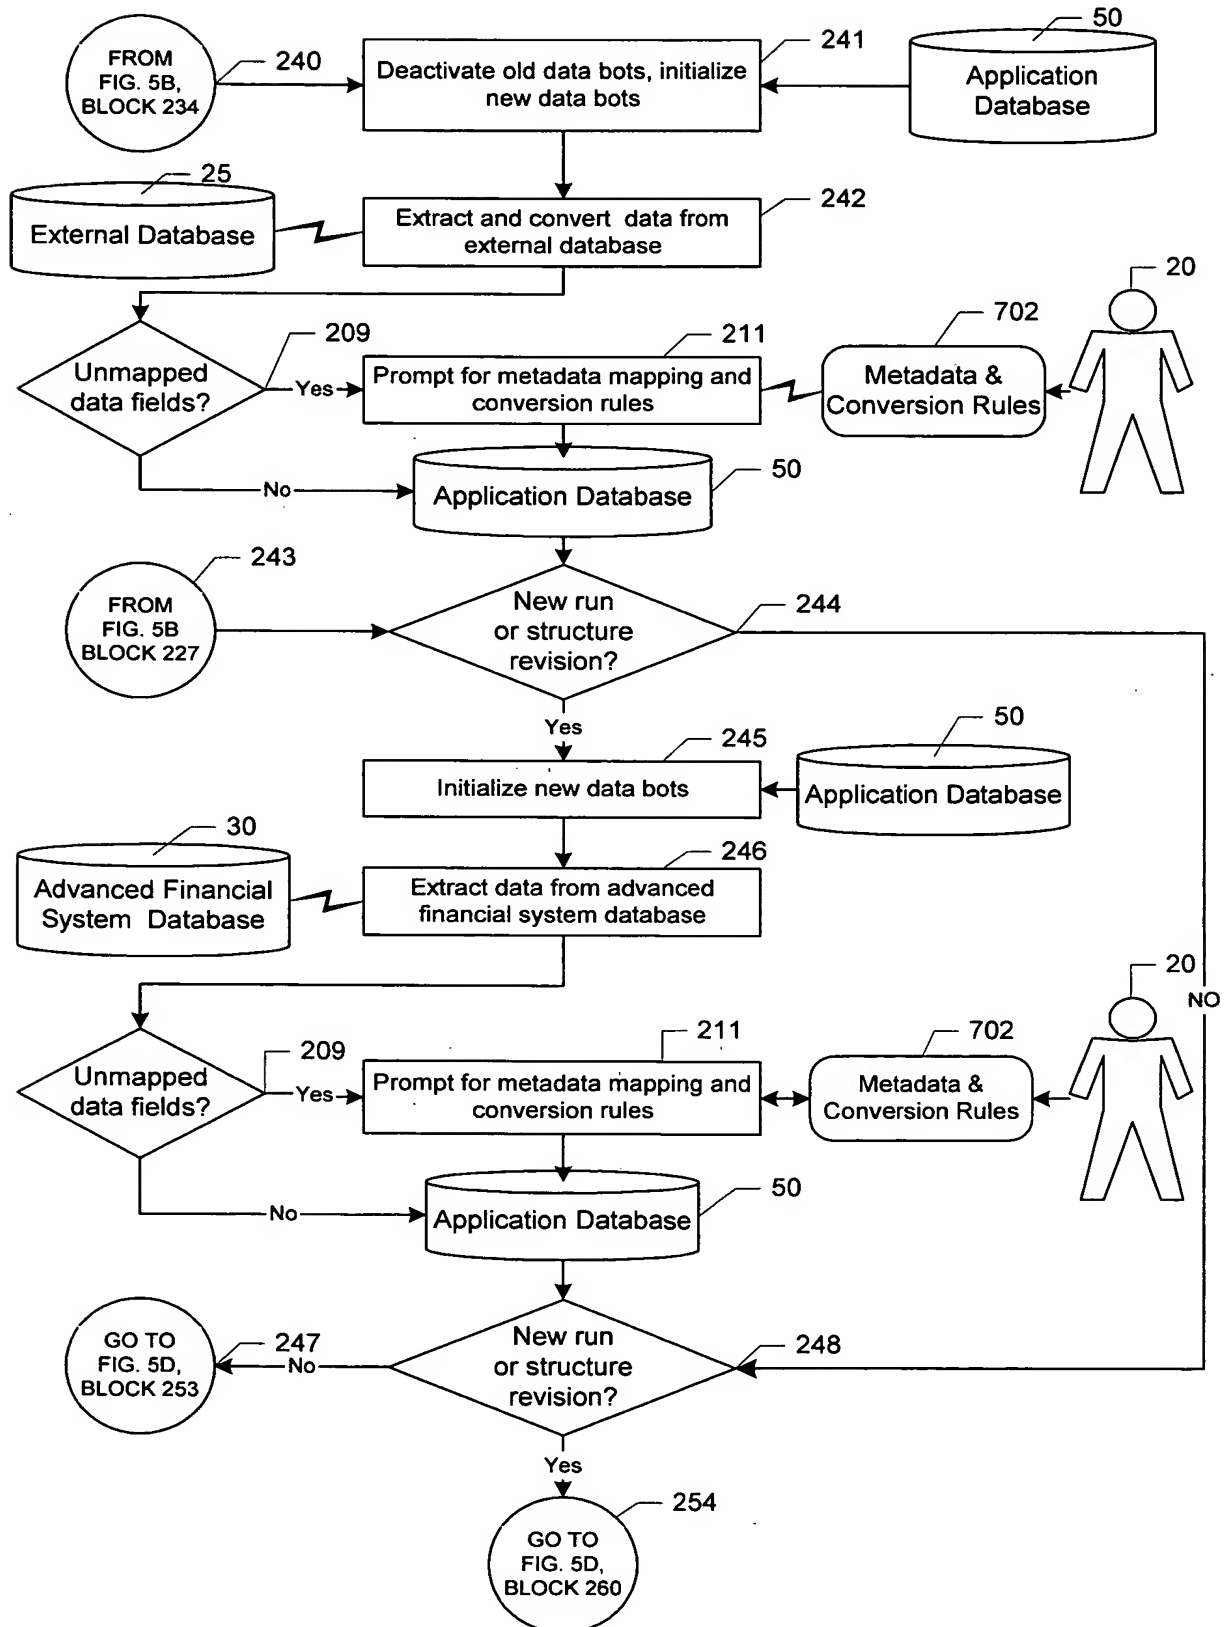 50
241
FROM
FIG. 5B,
BLOCK 234
240
Deactivate old data bots, initialize
new data bots
Application
Database
25
242
External Database
Extract and convert data from
external database
20
702
209
211
Unmapped
data fields?
Yes
Prompt for metadata mapping and
conversion rules
Metadata &
Conversion Rules
50
No
Application Database
243
FROM
FIG. 5B
BLOCK 227
New run
or structure
revision?
244
Yes
245
50
Initialize new data bots
Application Database
30
246
Advanced Financial
System Database
Extract data from advanced
financial system database
20
NO
702
209
211
Unmapped
data fields?
Yes
Prompt for metadata mapping and
conversion rules
Metadata &
Conversion Rules
50
No
Application Database
GO TO
FIG. 5D,
BLOCK 253
247
No
New run
or structure
revision?
248
Yes
254
GO TO
FIG. 5D,
BLOCK 260